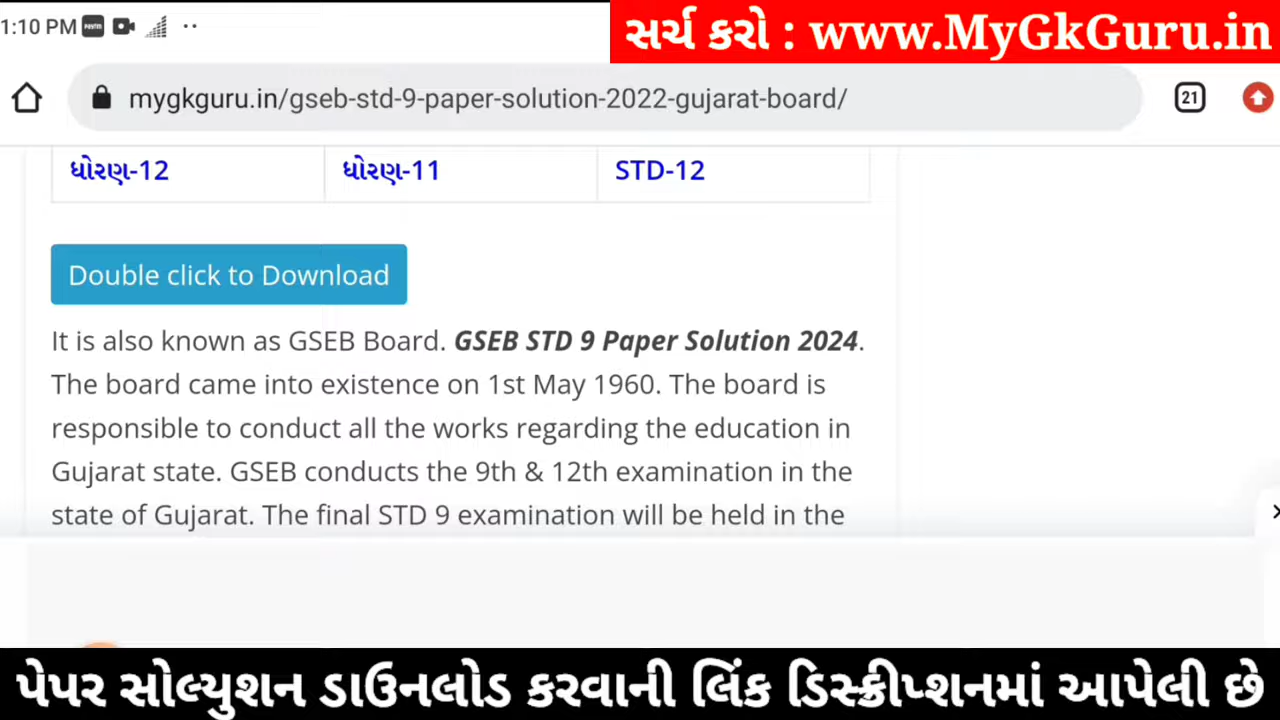 1:10 PM
સર્ચ કરો : www.MyGkGuru.in
mygkguru.in/gseb-std-9-paper-solution-2022-gujarat-board/
21
ધોરણ-12 ધોરણ-11 STD-12
Double click to Download
It is also known as GSEB Board. GSEB STD 9 Paper Solution 2024.
The board came into existence on 1st May 1960. The board is
responsible to conduct all the works regarding the education in
Gujarat state. GSEB conducts the 9th & 12th examination in the
state of Gujarat. The final STD 9 examination will be held in the
પેપર સોલ્યુશન ડાઉનલોડ કરવાની લિંક ડિસ્ક્રીપ્શનમાં આપેલી છે